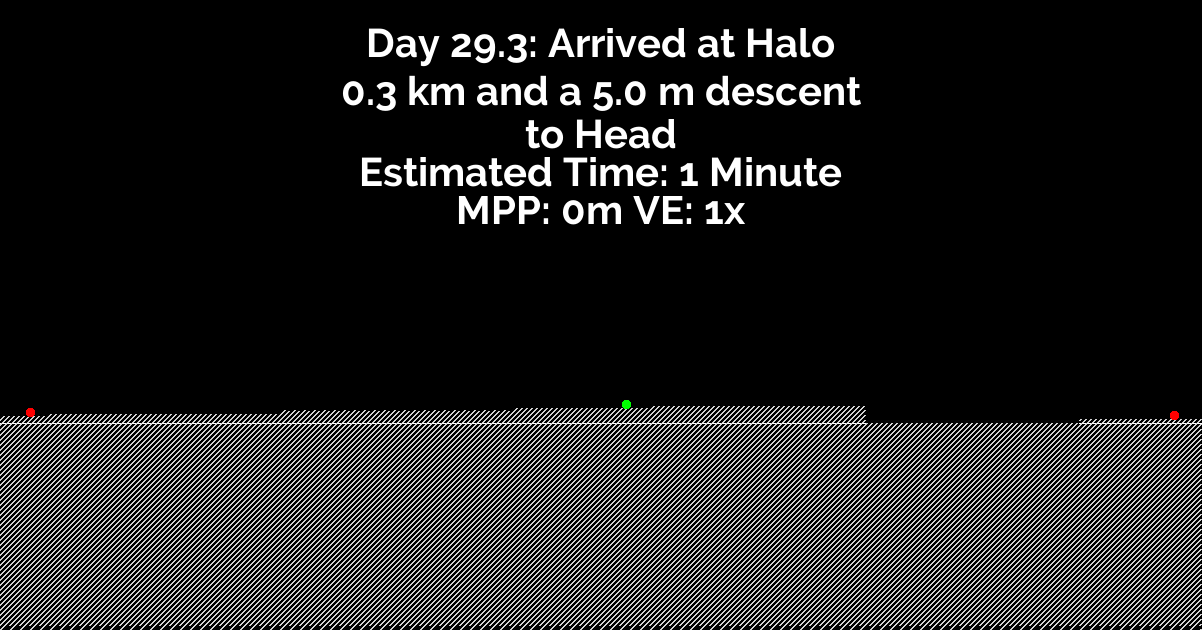 Day 29.3: Arrived at Halo
0.3 km and a 5.0 m descent
to Head
Estimated Time: 1 Minute
MPP: 0m VE: 1x